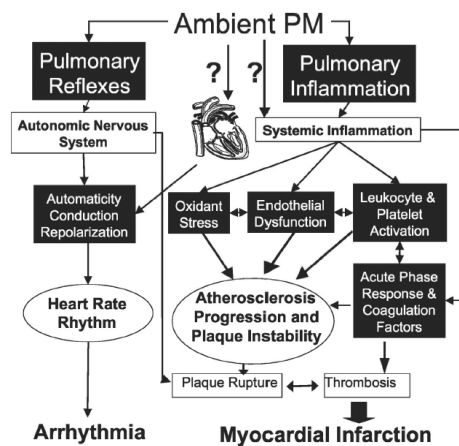 Ambient PM
Pulmonary
Reflexes
?
?
Pulmonary
Inflammation
Autonomic Nervous
System
Systemic Inflammation
Automaticity
Conduction
Repolarization
Oxidant
Stress
Endothelial
Dysfunction
Leukocyte &
Platelet
Activation
Heart Rate
Rhythm
Atherosclerosis
Progression and
Plaque Instability
Acute Phase
Response &
Coagulation
Factors
Plaque Rupture
Thrombosis
Arrhythmia
Myocardial Infarction